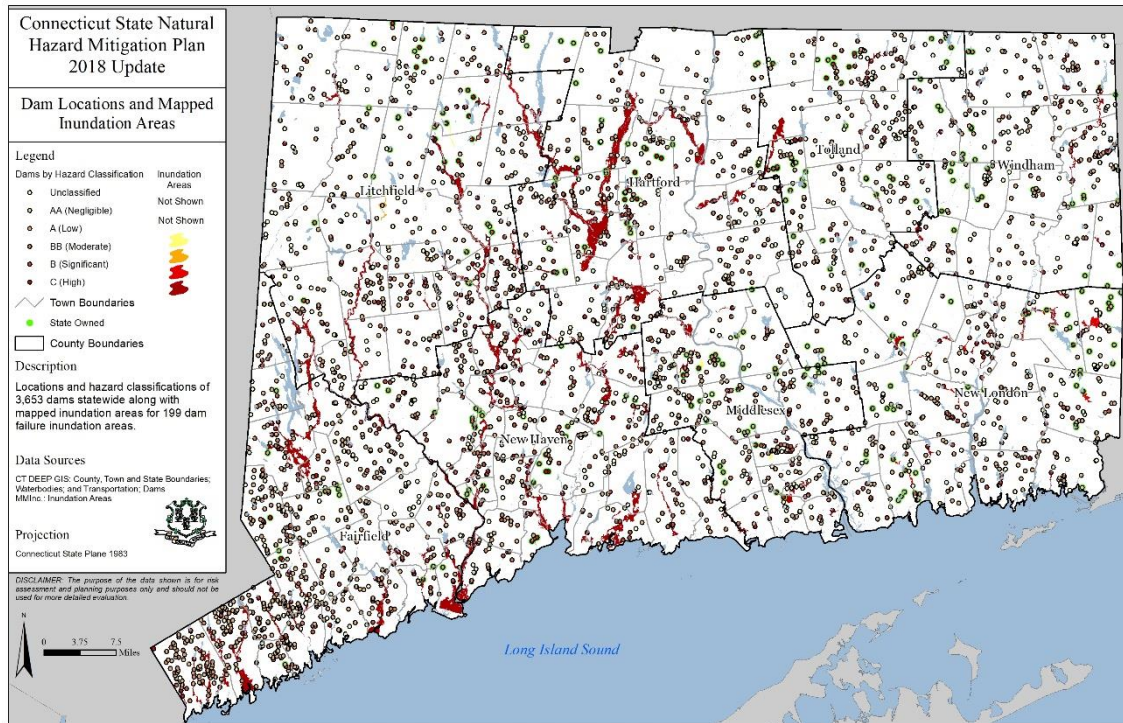 Connecticut State Natural
Hazard Mitigation Plan
2018 Update
Dam Locations and Mapped
Inundation Areas
Legend
Dams by Hazard Classification
Inundation
Areas
Unclassified
Not Shown
AA (Negligible)
Not Shown
A (Low)
BB (Moderate)
B (Significant)
C (High)
Town Boundaries
State Owned
County Boundaries
Description
Locations and hazard classifications of
3,653 dams statewide along with
mapped inundation areas for 199 dam
failure inundation areas.
Data Sources
CT DEEP GIS: County, Town and State Boundaries;
Waterbodies; and Transportation; Dams
MMInc.: Inundation Areas
Projection
Connecticut State Plane 1983
DISCLAIMER: The purpose of the data shown is for risk
assessment and planning purposes only and should not be
used for more detailed evaluation.
N
0 3.75 7.5
Miles
Litchfield
Hartford
Tolland
Windham
New London
Middlesex
New Haven
Fairfield
Long Island Sound